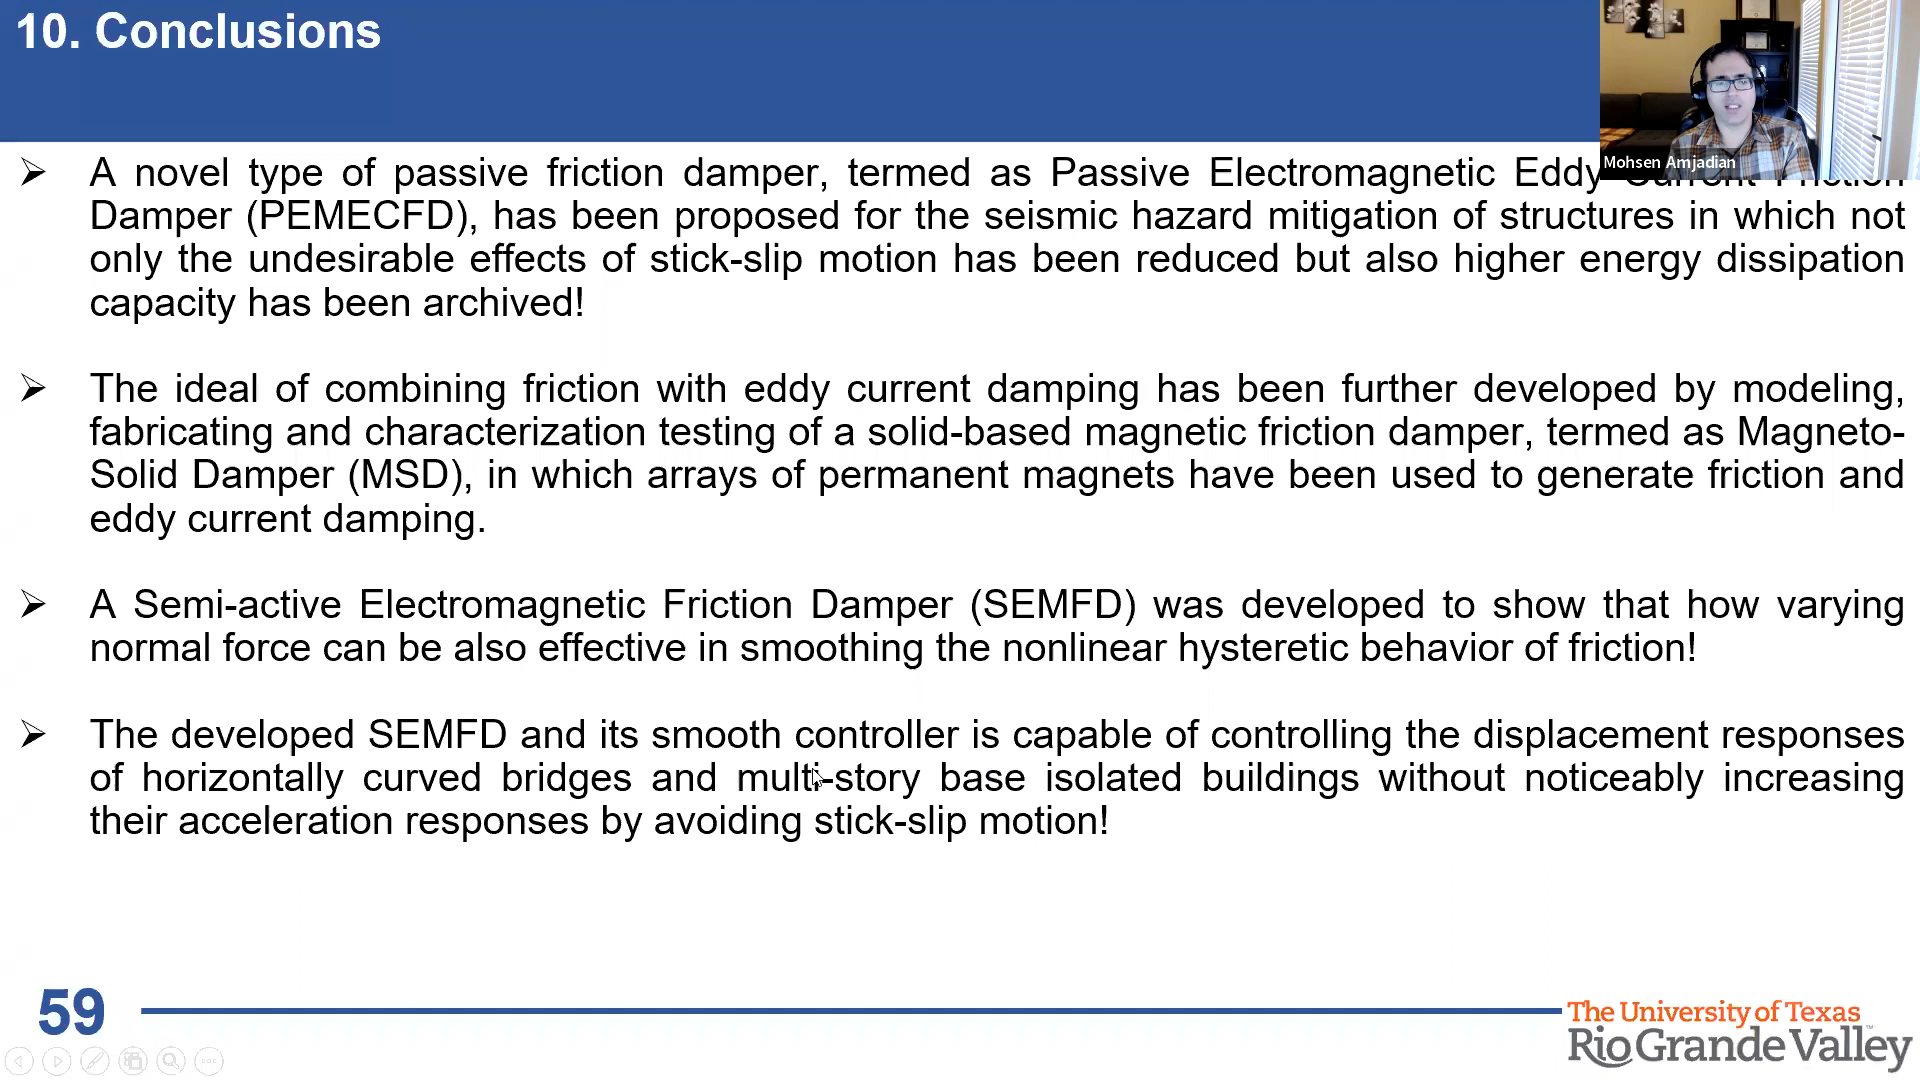 10. Conclusions
Mohsen Amjadian
➢ A novel type of passive friction damper, termed as Passive Electromagnetic Eddy Current Friction
Damper (PEMECFD), has been proposed for the seismic hazard mitigation of structures in which not
only the undesirable effects of stick-slip motion has been reduced but also higher energy dissipation
capacity has been archived!
➢ The ideal of combining friction with eddy current damping has been further developed by modeling,
fabricating and characterization testing of a solid-based magnetic friction damper, termed as Magneto-
Solid Damper (MSD), in which arrays of permanent magnets have been used to generate friction and
eddy current damping.
➢ A Semi-active Electromagnetic Friction Damper (SEMFD) was developed to show that how varying
normal force can be also effective in smoothing the nonlinear hysteretic behavior of friction!
➢ The developed SEMFD and its smooth controller is capable of controlling the displacement responses
of horizontally curved bridges and multi-story base isolated buildings without noticeably increasing
their acceleration responses by avoiding stick-slip motion!
59
The University of Texas
Rio Grande Valley™